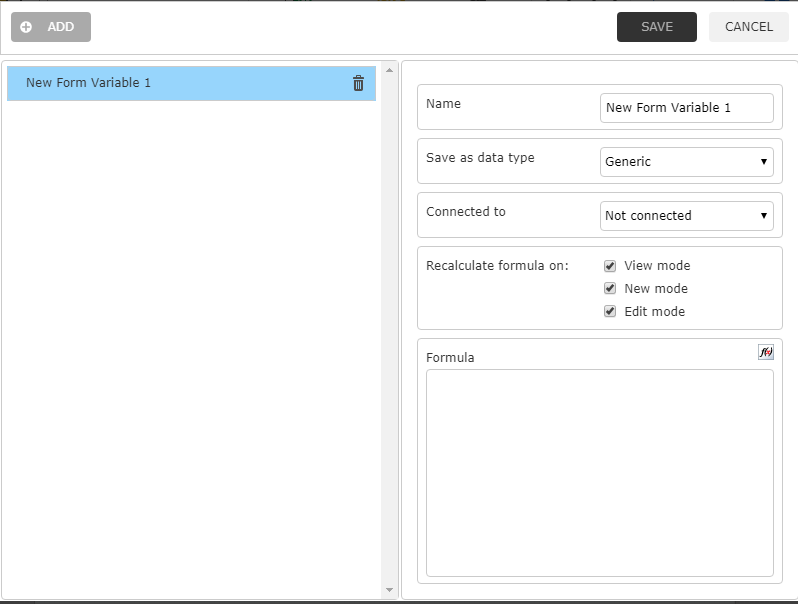 ADD
SAVE
CANCEL
New Form Variable 1
Name
New Form Variable 1
Save as data type
Generic
Connected to
Not connected
Recalculate formula on:
View mode
New mode
Edit mode
Formula
f(x)